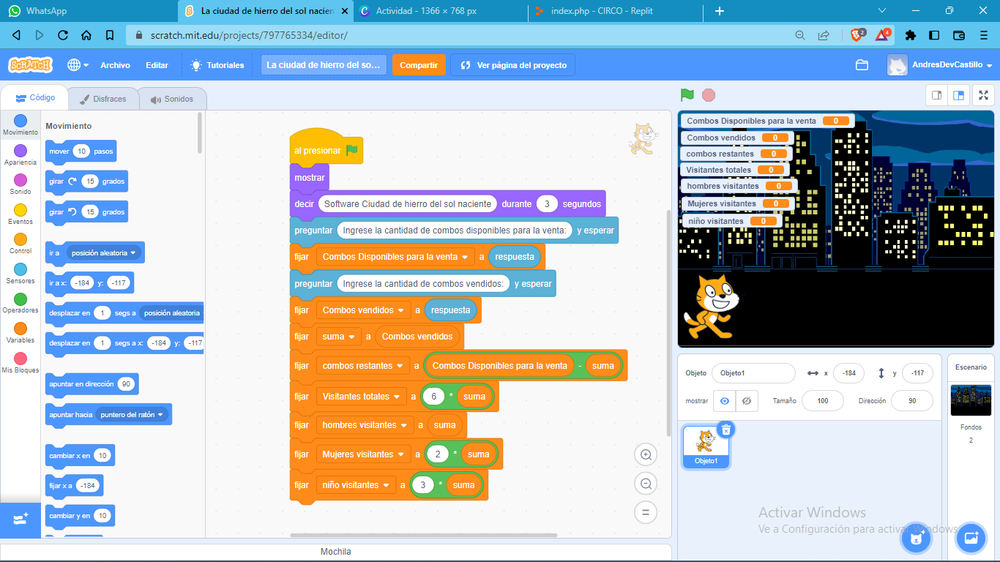 WhatsApp
La ciudad de hierro del sol nacien
Actividad - 1366 × 768 px
index.php - CIRCO - Replit
scratch.mit.edu/projects/797765334/editor/
2
4
SCRATCH
Archivo
Editar
Tutoriales
La ciudad de hierro del so...
Compartir
Ver página del proyecto
AndresDevCastillo
Código
Disfraces
Sonidos
Movimiento
Apariencia
Sonido
Eventos
Control
Sensores
Operadores
Variables
Mis Bloques
Movimiento
mover 10 pasos
girar 15 grados
girar 15 grados
ir a posición aleatoria
ir a x: -184 y: -117
desplazar en 1 segs a posición aleatoria
desplazar en 1 segs a x: -184 y: -117
apuntar en dirección 90
apuntar hacia puntero del ratón
cambiar x en 10
fijar x a -184
cambiar y en 10
al presionar
mostrar
decir Software Ciudad de hierro del sol naciente durante 3 segundos
preguntar Ingrese la cantidad de combos disponibles para la venta: y esperar
fijar Combos Disponibles para la venta a respuesta
preguntar Ingrese la cantidad de combos vendidos: y esperar
fijar Combos vendidos a respuesta
fijar suma a Combos vendidos
fijar combos restantes a Combos Disponibles para la venta - suma
fijar Visitantes totales a 6 * suma
fijar hombres visitantes a suma
fijar Mujeres visitantes a 2 * suma
fijar niño visitantes a 3 * suma
Mochila
Combos Disponibles para la venta 0
Combos vendidos 0
combos restantes 0
Visitantes totales 0
hombres visitantes 0
Mujeres visitantes 0
niño visitantes 0
Objeto Objeto1 x -184 y -117
mostrar Tamaño 100 Dirección 90
Objeto1
Escenario
Fondos
2
Activar Windows
Ve a Configuración para activar Windows.